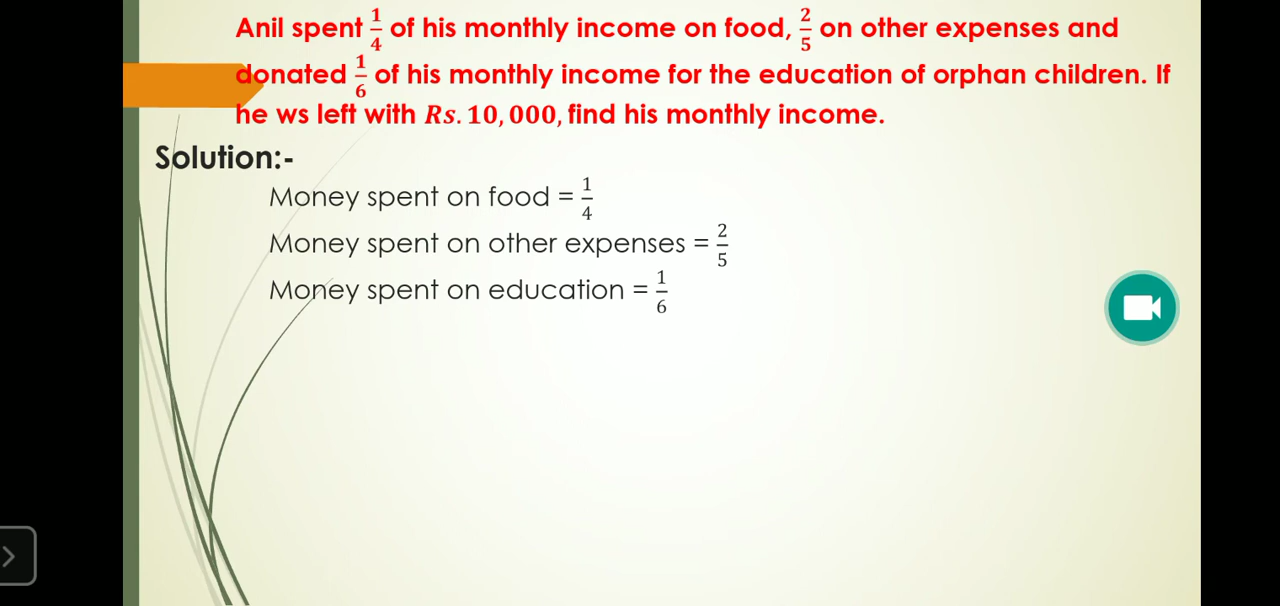 Anil spent 1/4 of his monthly income on food, 2/5 on other expenses and
donated 1/6 of his monthly income for the education of orphan children. If
he ws left with Rs. 10,000, find his monthly income.
Solution:-
Money spent on food = 1/4
Money spent on other expenses = 2/5
Money spent on education = 1/6